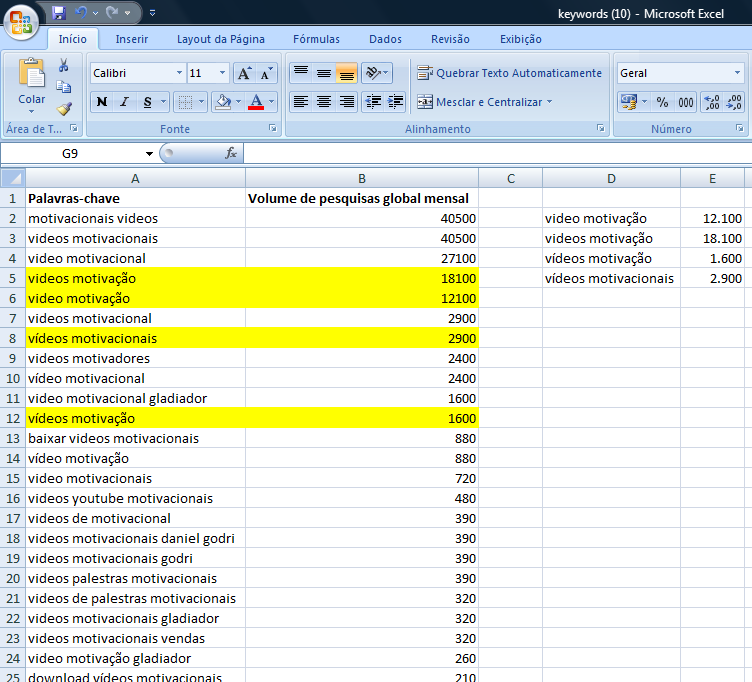 keywords (10) - Microsoft Excel
Início Inserir Layout da Página Fórmulas Dados Revisão Exibição
Colar
Calibri 11 A A
Quebrar Texto Automaticamente
Geral
N I S A
Mesclar e Centralizar
% 000 ,00 ,00
Área de T... Fonte Alinhamento Número
G9 fx
A B C D E
1 Palavras-chave Volume de pesquisas global mensal
2 motivacionais videos 40500 video motivação 12.100
3 videos motivacionais 40500 videos motivação 18.100
4 video motivacional 27100 vídeos motivação 1.600
5 videos motivação 18100 vídeos motivacionais 2.900
6 video motivação 12100
7 videos motivacional 2900
8 vídeos motivacionais 2900
9 videos motivadores 2400
10 vídeo motivacional 2400
11 video motivacional gladiador 1600
12 vídeos motivação 1600
13 baixar videos motivacionais 880
14 vídeo motivação 880
15 video motivacionais 720
16 videos youtube motivacionais 480
17 videos de motivacional 390
18 videos motivacionais daniel godri 390
19 videos motivacionais godri 390
20 videos palestras motivacionais 390
21 videos de palestras motivacionais 320
22 videos motivacionais gladiador 320
23 videos motivacionais vendas 320
24 video motivação gladiador 260
25 download vídeos motivacionais 210